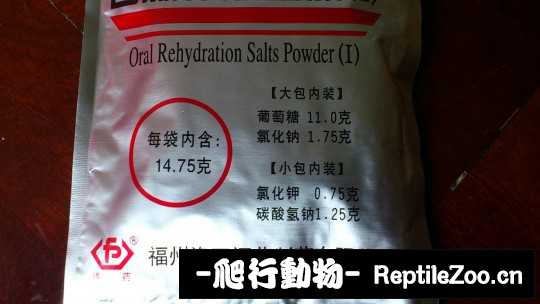 Oral Rehydration Salts Powder (I)
【大包内装】
葡萄糖 11.0克
氯化钠 1.75克
每袋内含:
14.75克
【小包内装】
氯化钾 0.75克
碳酸氢钠1.25克
®
福州海
-爬行動物- ReptileZoo.cn